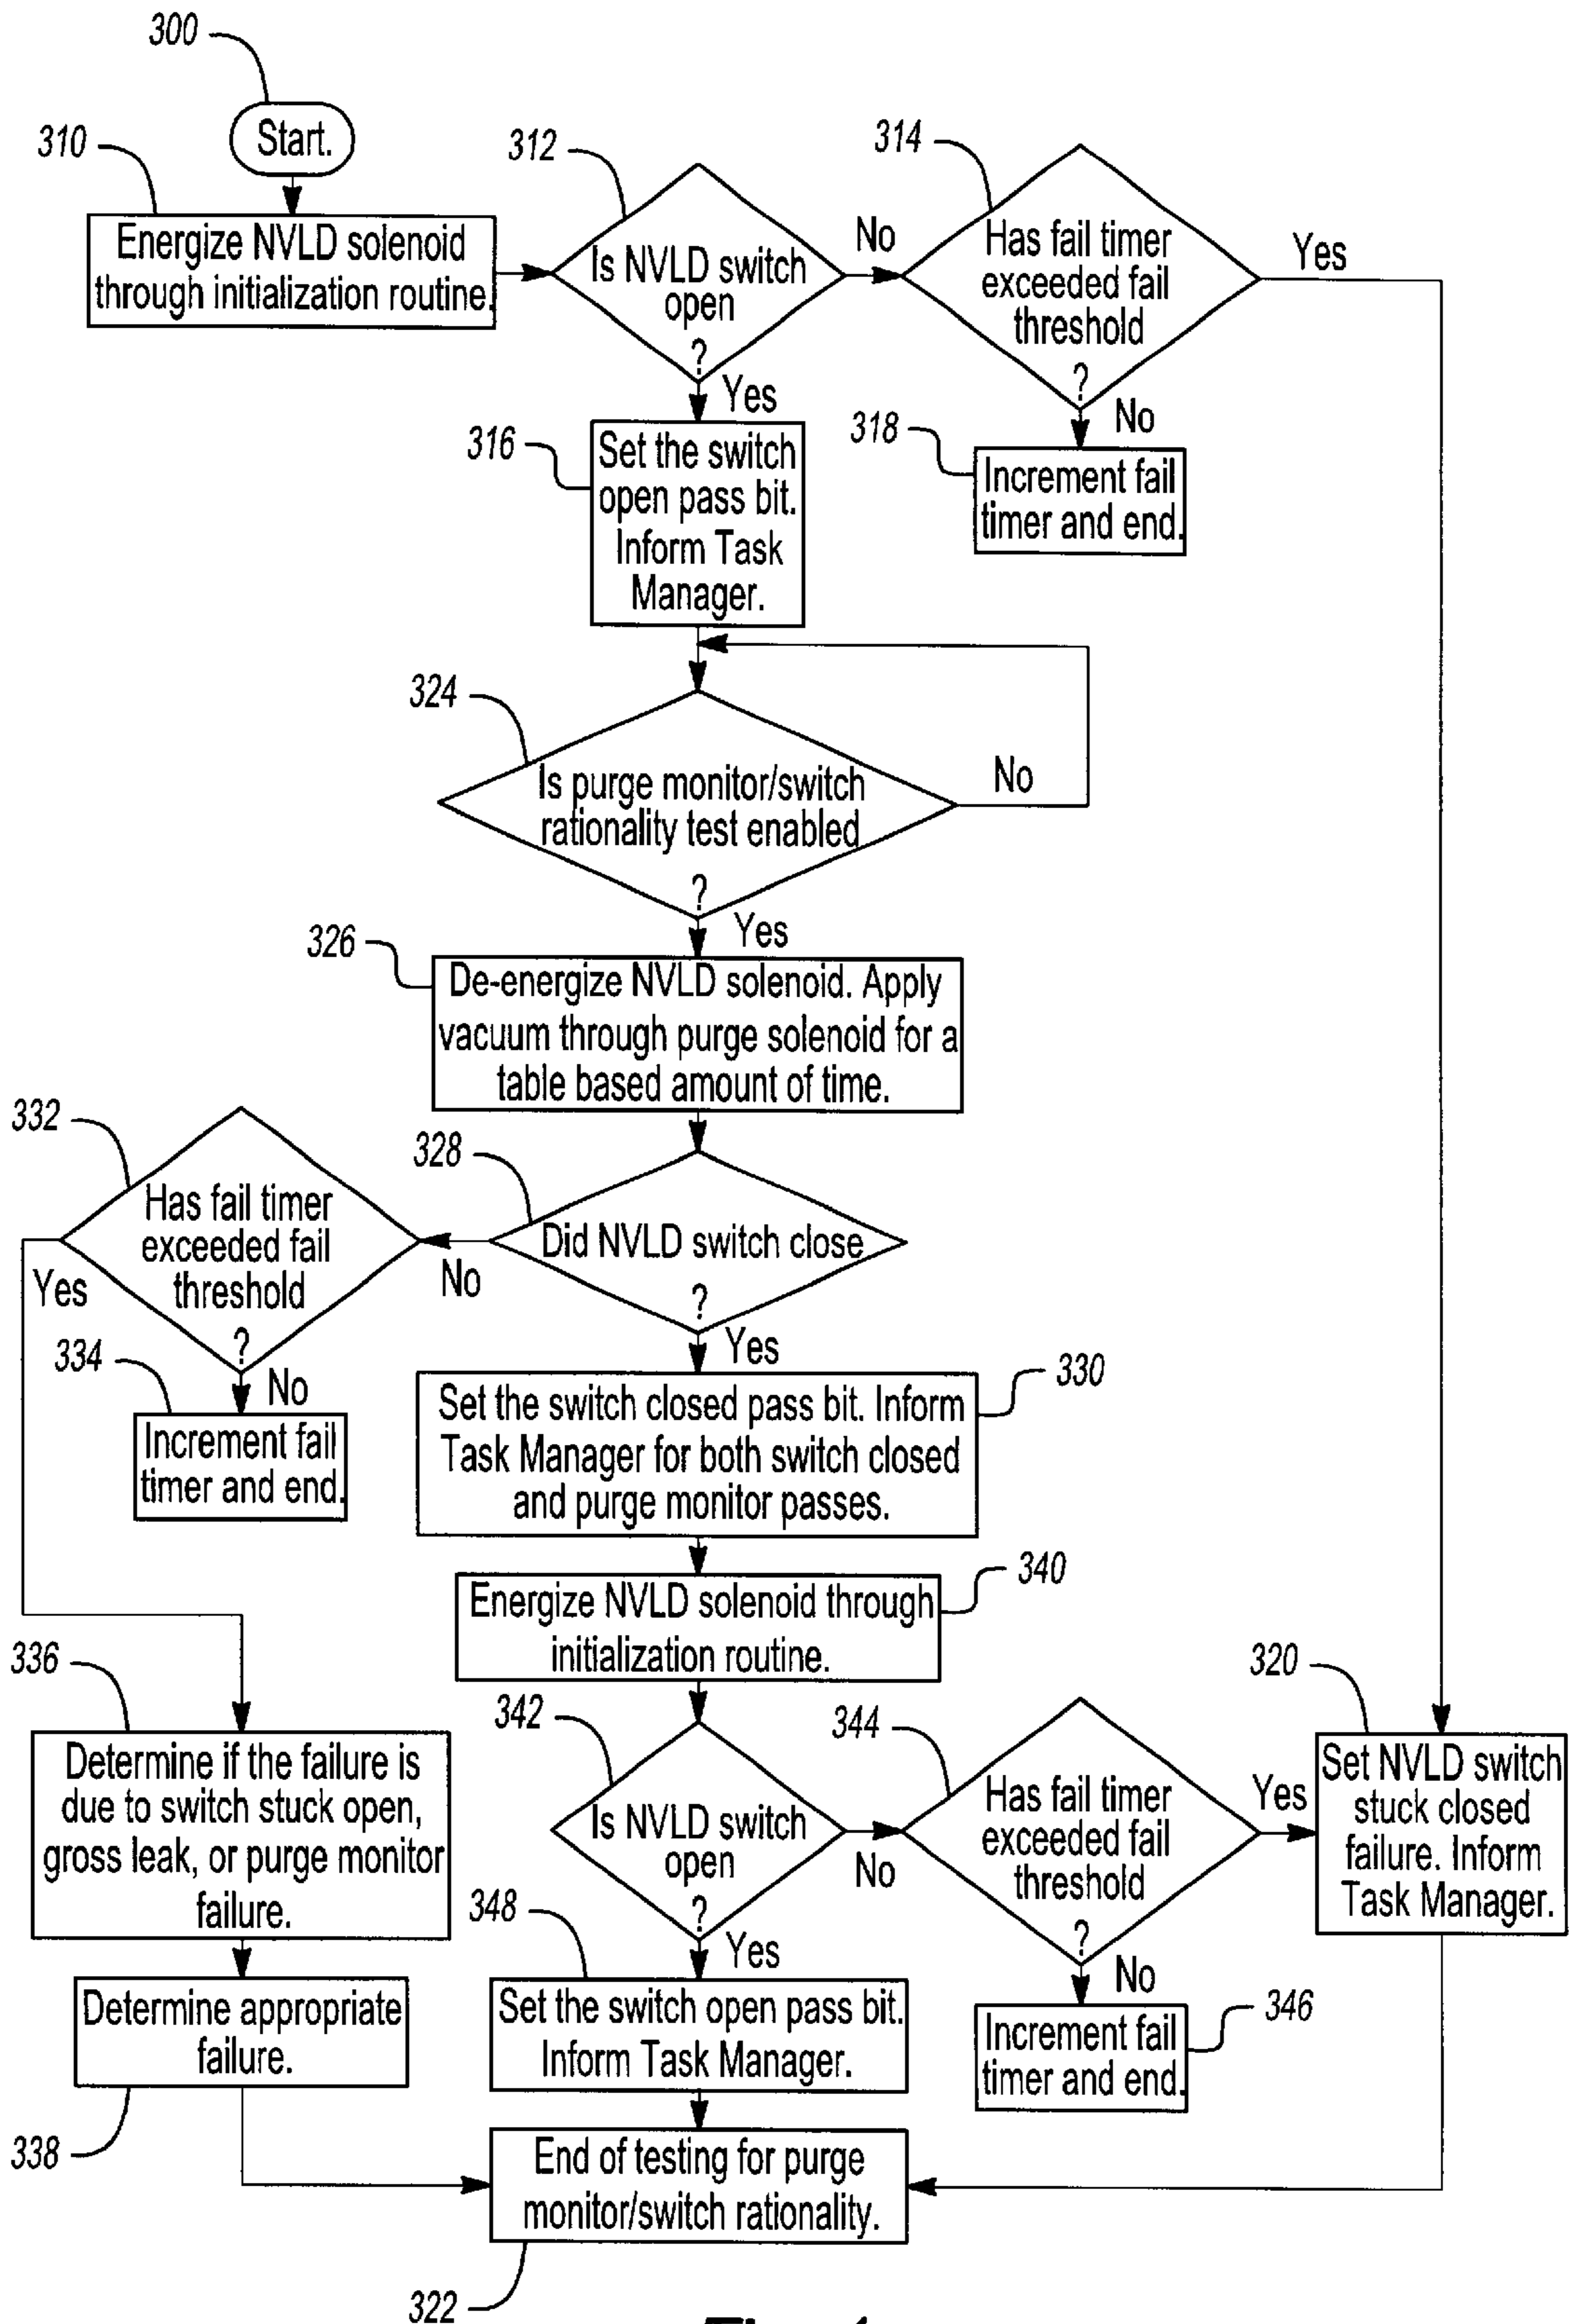 300
Start.
310
Energize NVLD solenoid
through initialization routine.
312
Is NVLD switch
open
?
No
Yes
314
Has fail timer
exceeded fail
threshold
?
Yes
No
316
Set the switch
open pass bit.
Inform Task
Manager.
318
Increment fail
timer and end.
324
Is purge monitor/switch
rationality test enabled
?
No
Yes
326
De-energize NVLD solenoid. Apply
vacuum through purge solenoid for a
table based amount of time.
328
Did NVLD switch close
?
No
Yes
332
Has fail timer
exceeded fail
threshold
?
Yes
No
334
Increment fail
timer and end.
330
Set the switch closed pass bit. Inform
Task Manager for both switch closed
and purge monitor passes.
340
Energize NVLD solenoid through
initialization routine.
336
Determine if the failure is
due to switch stuck open,
gross leak, or purge monitor
failure.
342
Is NVLD switch
open
?
No
Yes
344
Has fail timer
exceeded fail
threshold
?
Yes
No
320
Set NVLD switch
stuck closed
failure. Inform
Task Manager.
338
Determine appropriate
failure.
348
Set the switch open pass bit.
Inform Task Manager.
346
Increment fail
timer and end.
322
End of testing for purge
monitor/switch rationality.